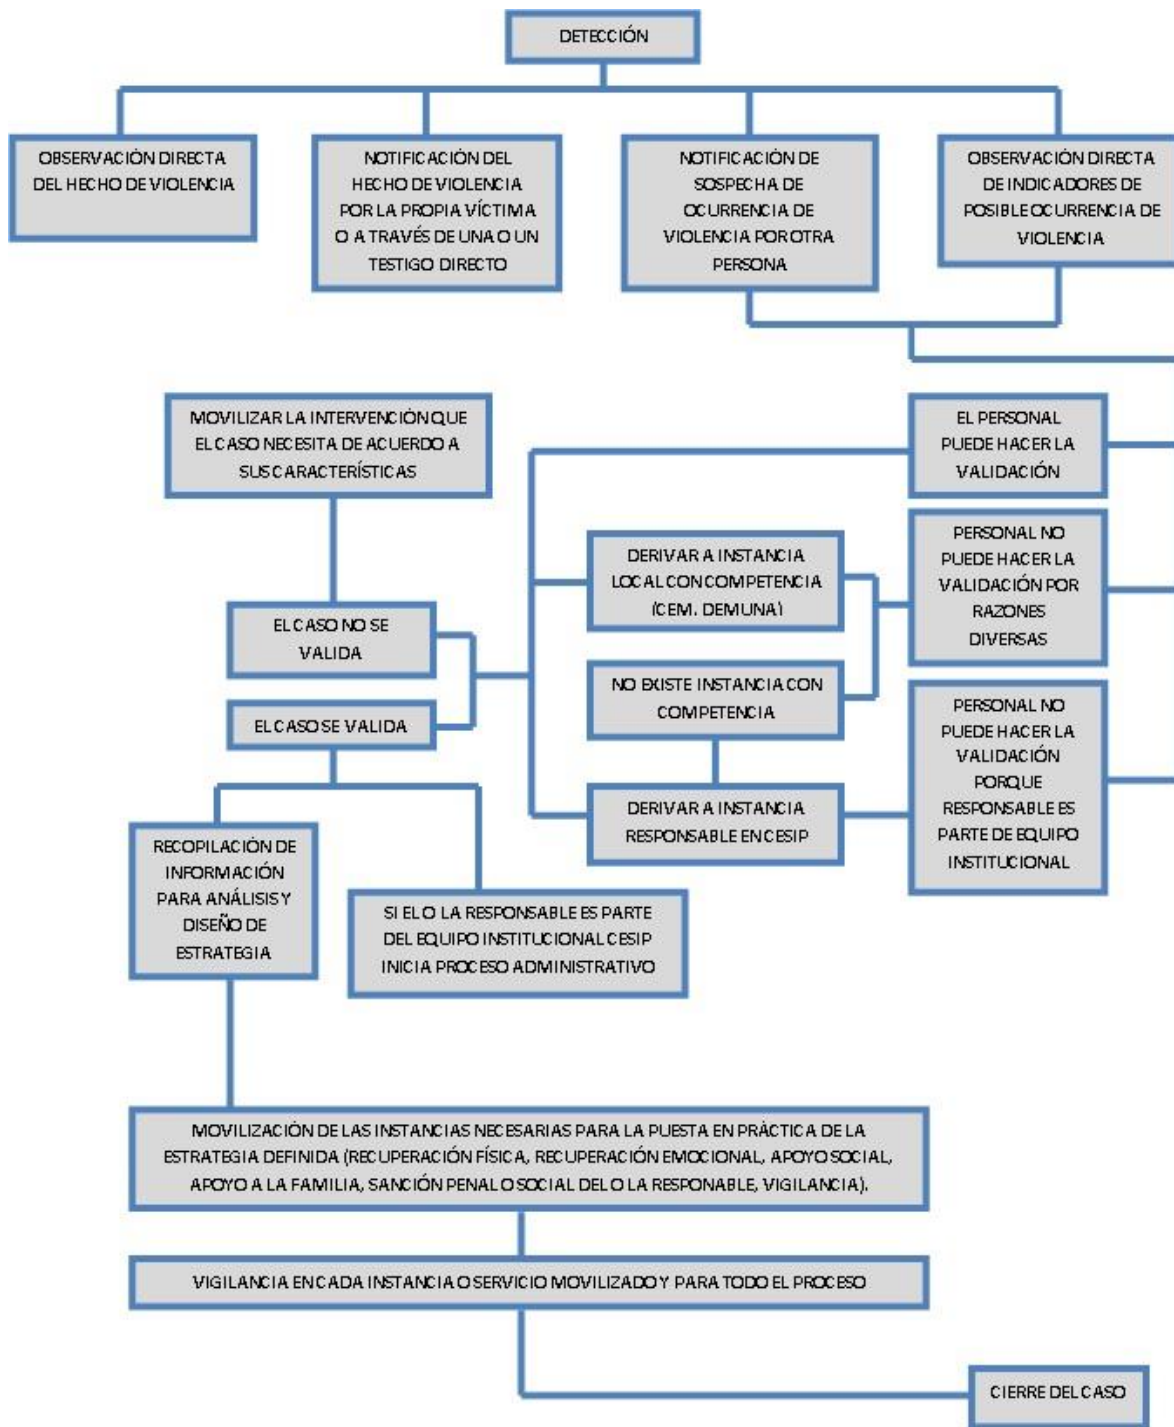 DETECCIÓN
OBSERVACIÓN DIRECTA
DEL HECHO DE VIOLENCIA
NOTIFICACIÓN DEL
HECHO DE VIOLENCIA
POR LA PROPIA VÍCTIMA
O A TRAVÉS DE UNA O UN
TESTIGO DIRECTO
NOTIFICACIÓN DE
SOSPECHA DE
OCURRENCIA DE
VIOLENCIA POR OTRA
PERSONA
OBSERVACIÓN DIRECTA
DE INDICADORES DE
POSIBLE OCURRENCIA DE
VIOLENCIA
MOVILIZAR LA INTERVENCIÓN QUE
EL CASO NECESITA DE ACUERDO A
SUS CARACTERÍSTICAS
EL PERSONAL
PUEDE HACER LA
VALIDACIÓN
DERIVAR A INSTANCIA
LOCAL CON COMPETENCIA
(CEM. DEMUNA)
PERSONAL NO
PUEDE HACER LA
VALIDACIÓN POR
RAZONES
DIVERSAS
EL CASO NO SE
VALIDA
NO EXISTE INSTANCIA CON
COMPETENCIA
EL CASO SE VALIDA
PERSONAL NO
PUEDE HACER LA
VALIDACIÓN
PORQUE
RESPONSABLE ES
PARTE DE EQUIPO
INSTITUCIONAL
DERIVAR A INSTANCIA
RESPONSABLE EN CESIP
RECOPILACIÓN DE
INFORMACIÓN
PARA ANÁLISIS Y
DISEÑO DE
ESTRATEGIA
SI EL O LA RESPONSABLE ES PARTE
DEL EQUIPO INSTITUCIONAL CESIP
INICIA PROCESO ADMINISTRATIVO
MOVILIZACIÓN DE LAS INSTANCIAS NECESARIAS PARA LA PUESTA EN PRÁCTICA DE LA
ESTRATEGIA DEFINIDA (RECUPERACIÓN FÍSICA, RECUPERACIÓN EMOCIONAL, APOYO SOCIAL,
APOYO A LA FAMILIA, SANCIÓN PENAL O SOCIAL DEL O LA RESPONABLE, VIGILANCIA).
VIGILANCIA EN CADA INSTANCIA O SERVICIO MOVILIZADO Y PARA TODO EL PROCESO
CIERRE DEL CASO